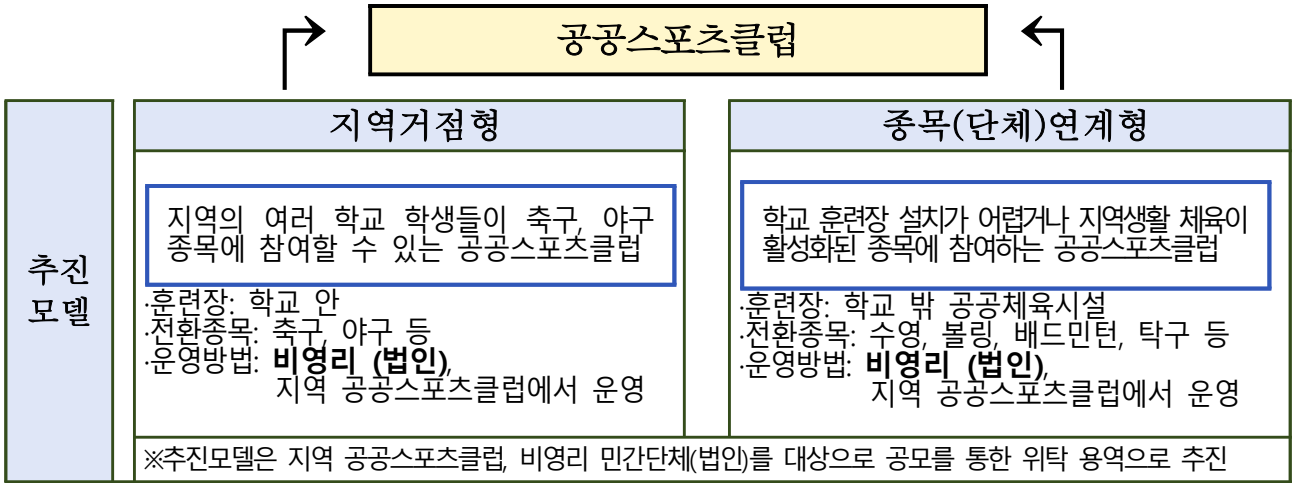 공공스포츠클럽
추진
모델
지역거점형
지역의 여러 학교 학생들이 축구, 야구
종목에 참여할 수 있는 공공스포츠클럽
·훈련장: 학교 안
·전환종목: 축구, 야구 등
·운영방법: 비영리 (법인),
지역 공공스포츠클럽에서 운영
종목(단체)연계형
학교 훈련장 설치가 어렵거나 지역생활 체육이
활성화된 종목에 참여하는 공공스포츠클럽
·훈련장: 학교 밖 공공체육시설
·전환종목: 수영, 볼링, 배드민턴, 탁구 등
·운영방법: 비영리 (법인),
지역 공공스포츠클럽에서 운영
※추진모델은 지역 공공스포츠클럽, 비영리 민간단체(법인)를 대상으로 공모를 통한 위탁 용역으로 추진